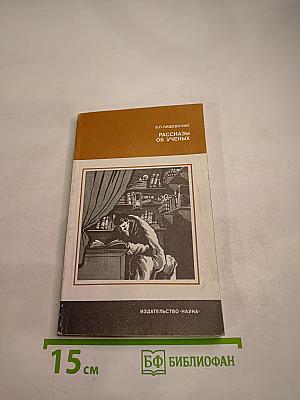 В.П.ЛИШЕВСКИЙ
РАССКАЗЫ
ОБ УЧЕНЫХ
ИЗДАТЕЛЬСТВО «НАУКА»
15 см
БФ БИБЛИОФАН